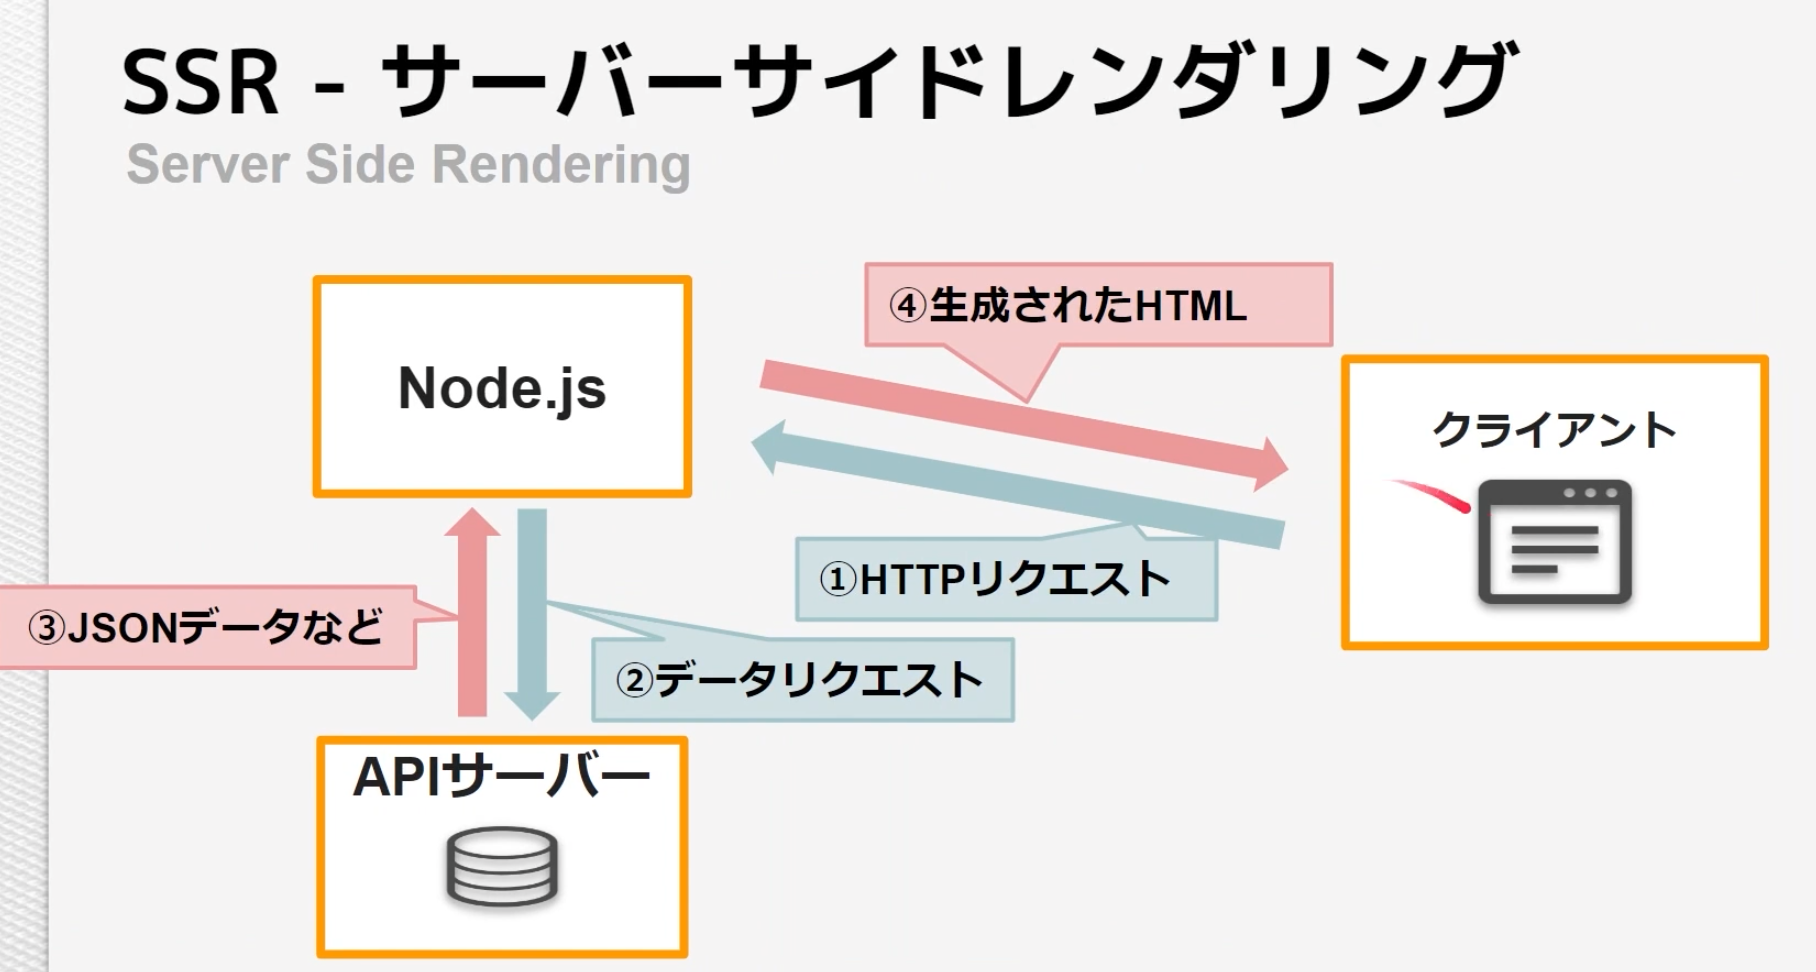 SSR - サーバーサイドレンダリング
Server Side Rendering
④生成されたHTML
Node.js
クライアント
①HTTPリクエスト
③JSONデータなど
②データリクエスト
APIサーバー